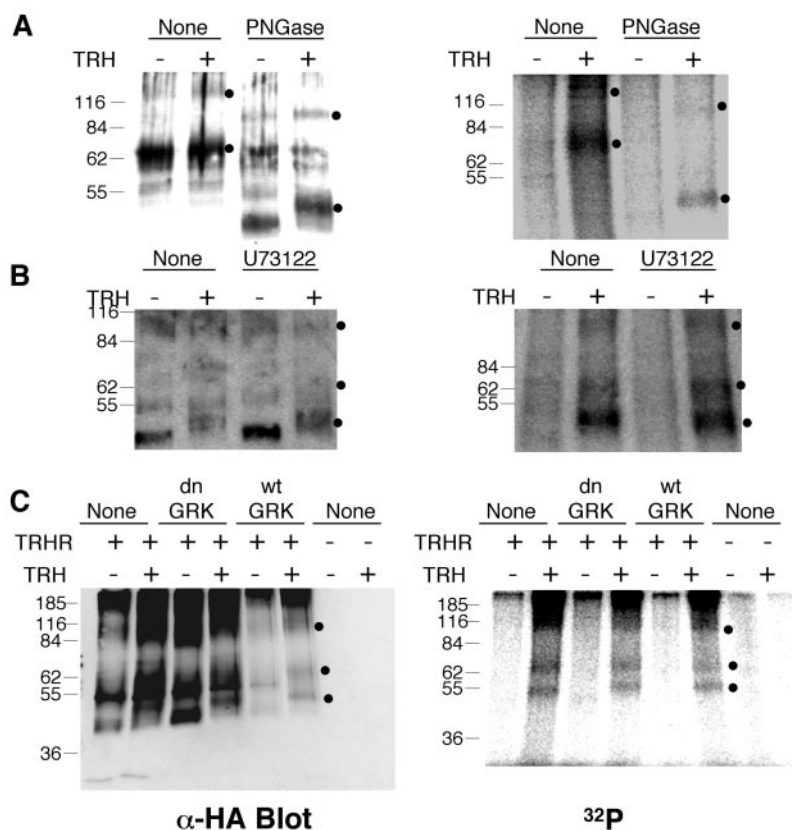 A
None PNGase None PNGase
TRH - + - + TRH - + - +
116 116
84 84
62 62
55 55
B
None U73122 None U73122
TRH - + - + TRH - + - +
116
84 84
62 62
55 55
C
dn wt dn wt
None GRK GRK None None GRK GRK None
TRHR + + + + + + - - TRHR + + + + + + - -
TRH - + - + - + - + TRH - + - + - + - +
185 185
116 116
84 84
62 62
55 55
36 36
α-HA Blot ³²P